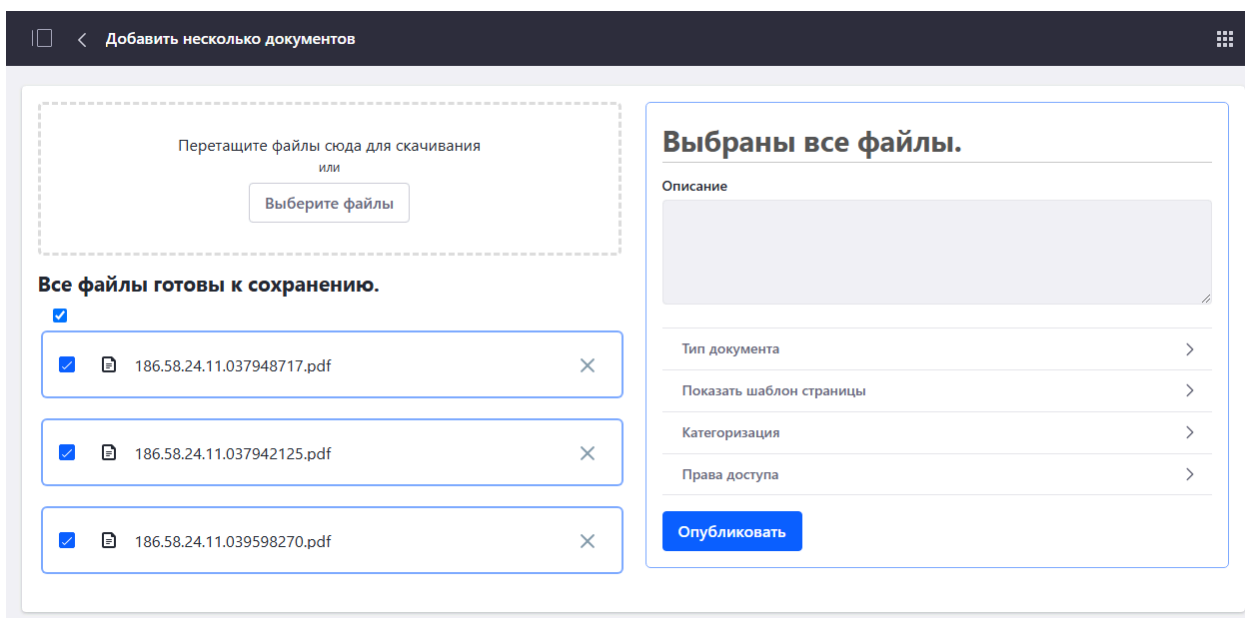 Добавить несколько документов
Перетащите файлы сюда для скачивания
или
Выберите файлы
Все файлы готовы к сохранению.
186.58.24.11.037948717.pdf
186.58.24.11.037942125.pdf
186.58.24.11.039598270.pdf
Выбраны все файлы.
Описание
Тип документа
Показать шаблон страницы
Категоризация
Права доступа
Опубликовать